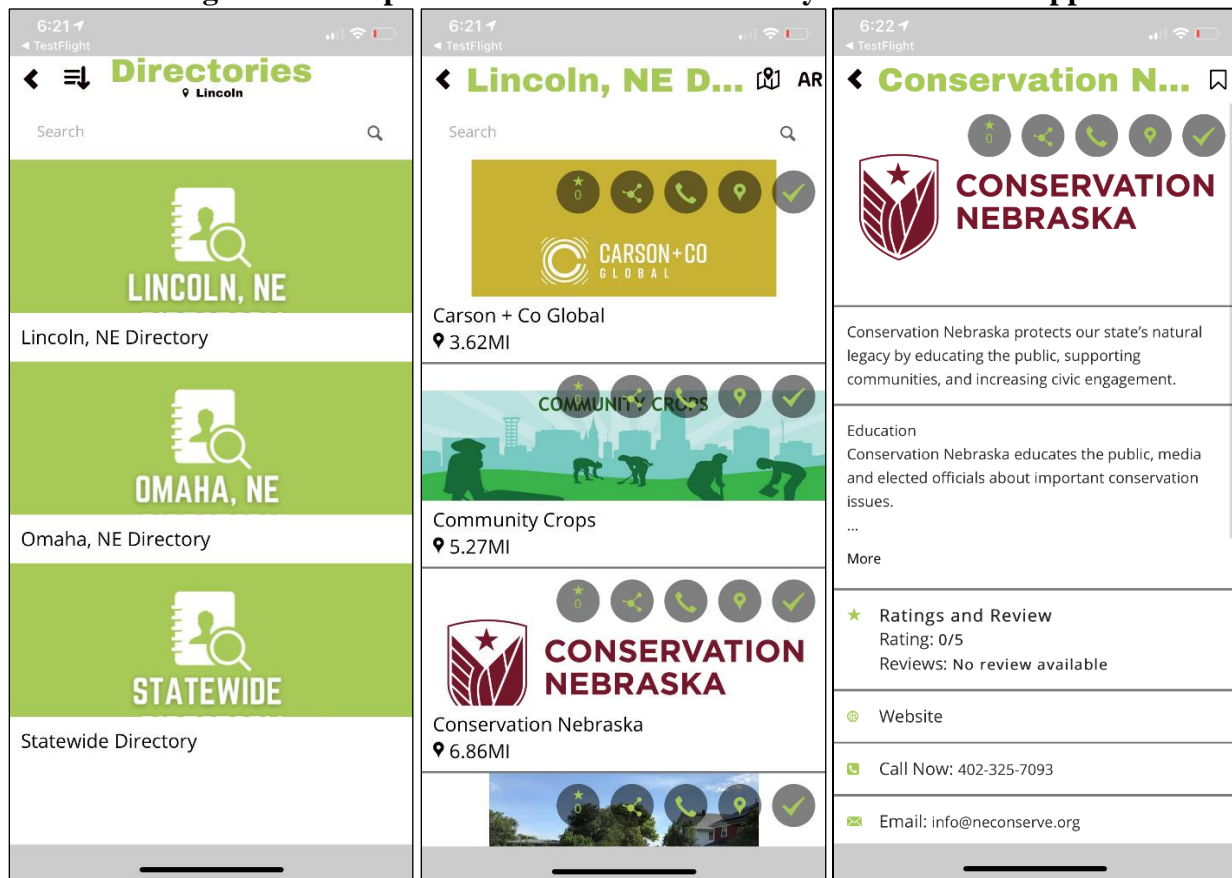 6:21
◀ TestFlight
Directories
Lincoln
Search
LINCOLN, NE
Lincoln, NE Directory
OMAHA, NE
Omaha, NE Directory
STATEWIDE
Statewide Directory
6:21
◀ TestFlight
Lincoln, NE D... AR
Search
0
CARSON+CO
GLOBAL
Carson + Co Global
3.62MI
0
COMMUNITY CROPS
Community Crops
5.27MI
0
CONSERVATION
NEBRASKA
Conservation Nebraska
6.86MI
0
6:22
◀ TestFlight
Conservation N...
0
CONSERVATION
NEBRASKA
Conservation Nebraska protects our state's natural
legacy by educating the public, supporting
communities, and increasing civic engagement.
Education
Conservation Nebraska educates the public, media
and elected officials about important conservation
issues.
...
More
Ratings and Review
Rating: 0/5
Reviews: No review available
Website
Call Now: 402-325-7093
Email: info@neconserve.org